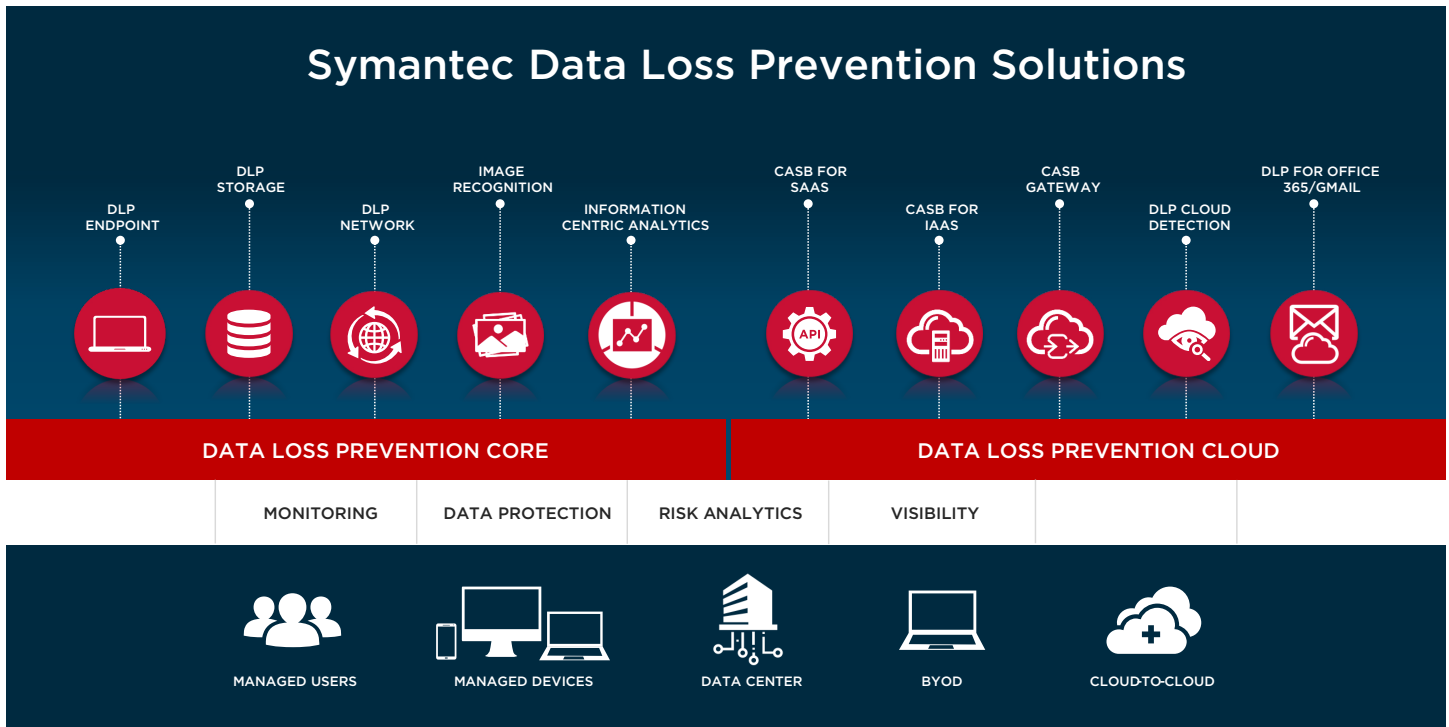 Symantec Data Loss Prevention Solutions
DLP
ENDPOINT
DLP
STORAGE
DLP
NETWORK
IMAGE
RECOGNITION
INFORMATION
CENTRIC ANALYTICS
CASB FOR
SAAS
CASB FOR
IAAS
CASB
GATEWAY
DLP CLOUD
DETECTION
DLP FOR OFFICE
365/GMAIL
API
DATA LOSS PREVENTION CORE
DATA LOSS PREVENTION CLOUD
MONITORING
DATA PROTECTION
RISK ANALYTICS
VISIBILITY
MANAGED USERS
MANAGED DEVICES
DATA CENTER
BYOD
CLOUD-TO-CLOUD